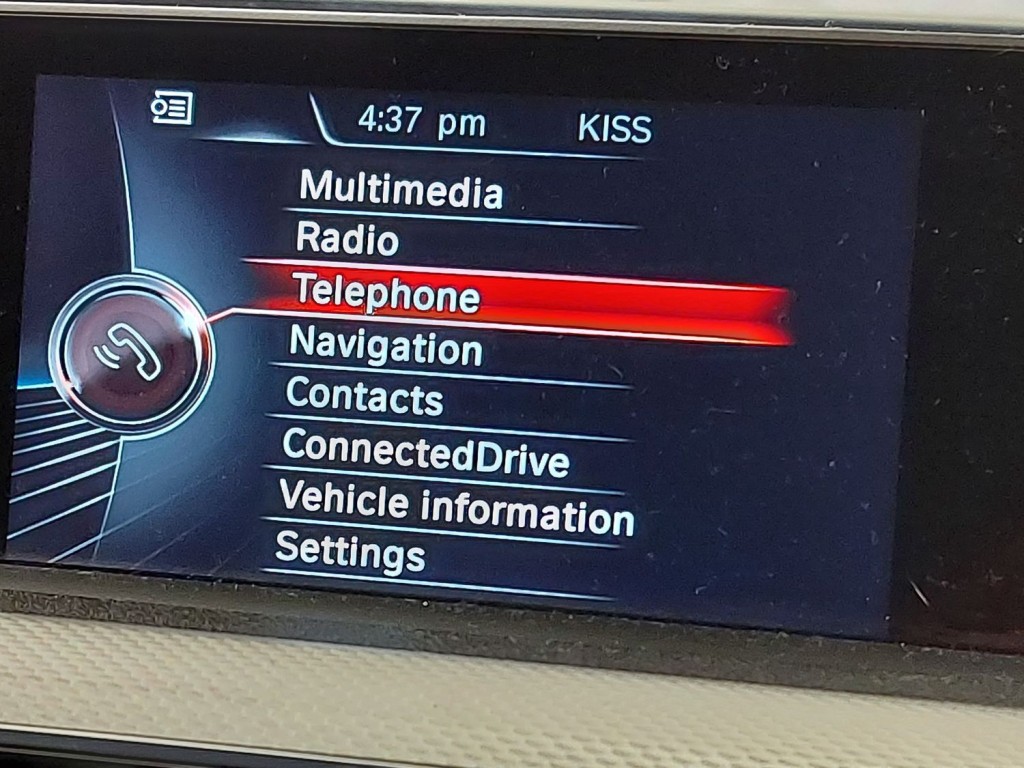 4:37 pm KISS
Multimedia
Radio
Telephone
Navigation
Contacts
ConnectedDrive
Vehicle information
Settings